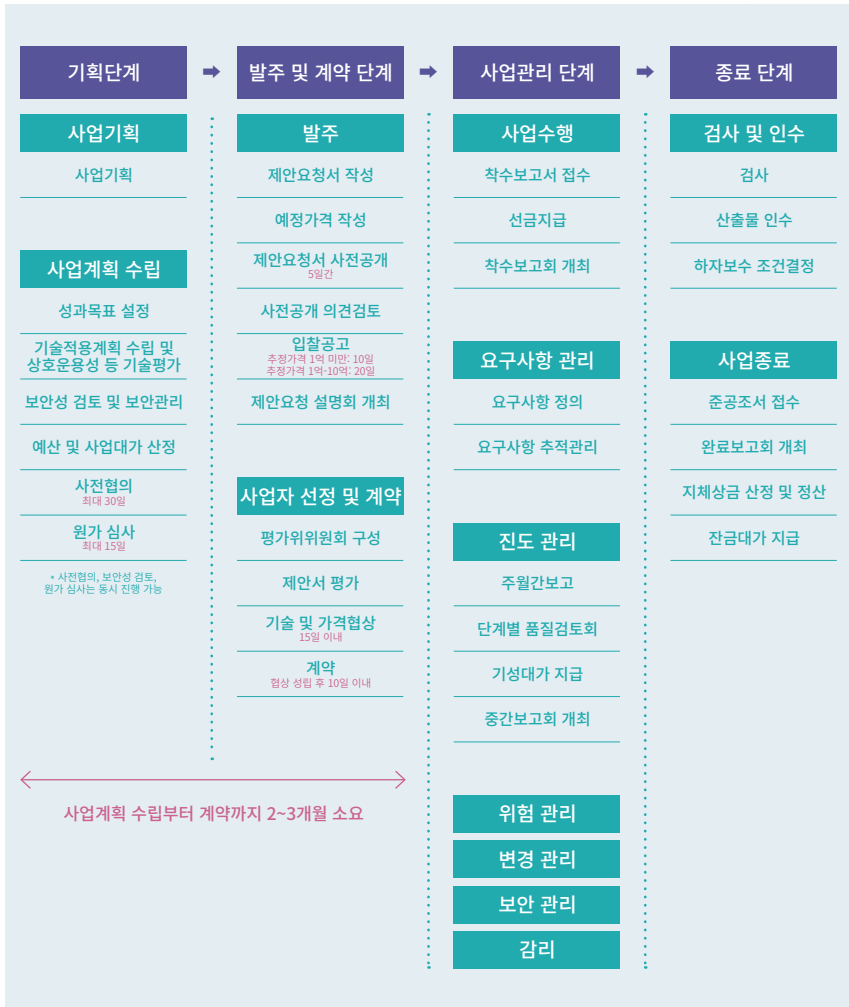 기획단계
사업기획
사업기획
사업계획 수립
성과목표 설정
기술적용계획 수립 및
상호운용성 등 기술평가
보안성 검토 및 보안관리
예산 및 사업대가 산정
사전협의
최대 30일
원가 심사
최대 15일
* 사전협의, 보안성 검토,
원가 심사는 동시 진행 가능
발주 및 계약 단계
발주
제안요청서 작성
예정가격 작성
제안요청서 사전공개
5일간
사전공개 의견검토
입찰공고
추정가격 1억 미만: 10일
추정가격 1억-10억: 20일
제안요청 설명회 개최
사업자 선정 및 계약
평가위위원회 구성
제안서 평가
기술 및 가격협상
15일 이내
계약
협상 성립 후 10일 이내
사업계획 수립부터 계약까지 2~3개월 소요
사업관리 단계
사업수행
착수보고서 접수
선금지급
착수보고회 개최
요구사항 관리
요구사항 정의
요구사항 추적관리
진도 관리
주월간보고
단계별 품질검토회
기성대가 지급
중간보고회 개최
위험 관리
변경 관리
보안 관리
감리
종료 단계
검사 및 인수
검사
산출물 인수
하자보수 조건결정
사업종료
준공조서 접수
완료보고회 개최
지체상금 산정 및 정산
잔금대가 지급